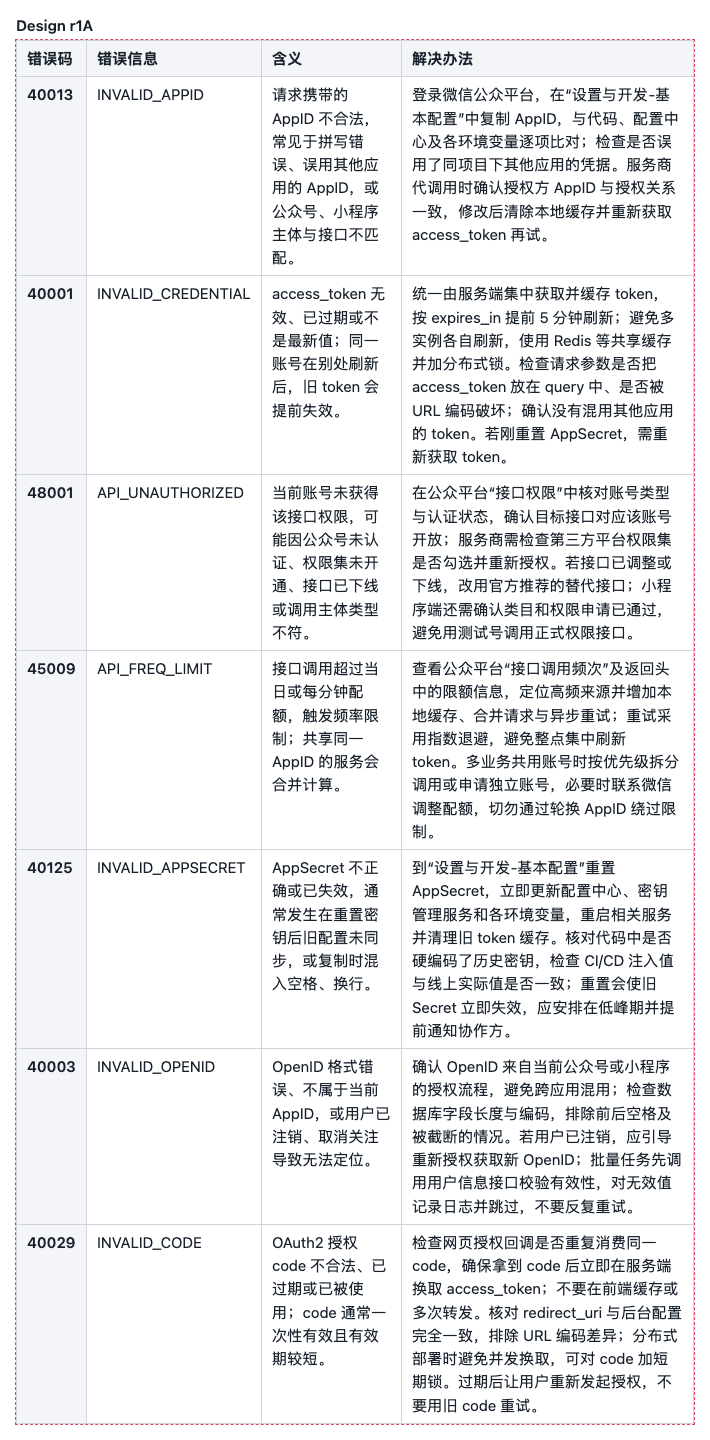 Design r1A
错误码 错误信息 含义 解决办法
40013 INVALID_APPID
请求携带的
AppID 不合法，
常见于拼写错
误、误用其他应
用的 AppID，或
公众号、小程序
主体与接口不匹
配。
登录微信公众平台，在“设置与开发-基
本配置”中复制 AppID，与代码、配置中
心及各环境变量逐项比对；检查是否误
用了同项目下其他应用的凭据。服务商
代调用时确认授权方 AppID 与授权关系
一致，修改后清除本地缓存并重新获取
access_token 再试。
40001 INVALID_CREDENTIAL
access_token 无
效、已过期或不
是最新值；同一
账号在别处刷新
后，旧 token 会
提前失效。
统一由服务端集中获取并缓存 token，
按 expires_in 提前 5 分钟刷新；避免多
实例各自刷新，使用 Redis 等共享缓存
并加分布式锁。检查请求参数是否把
access_token 放在 query 中、是否被
URL 编码破坏；确认没有混用其他应用
的 token。若刚重置 AppSecret，需重
新获取 token。
48001 API_UNAUTHORIZED
当前账号未获得
该接口权限，可
能因公众号未认
证、权限集未开
通、接口已下线
或调用主体类型
不符。
在公众平台“接口权限”中核对账号类型
与认证状态，确认目标接口对应该账号
开放；服务商需检查第三方平台权限集
是否勾选并重新授权。若接口已调整或
下线，改用官方推荐的替代接口；小程
序端还需确认类目和权限申请已通过，
避免用测试号调用正式权限接口。
45009 API_FREQ_LIMIT
接口调用超过当
日或每分钟配
额，触发频率限
制；共享同一
AppID 的服务会
合并计算。
查看公众平台“接口调用频次”及返回头
中的限额信息，定位高频来源并增加本
地缓存、合并请求与异步重试；重试采
用指数退避，避免整点集中刷新
token。多业务共用账号时按优先级拆分
调用或申请独立账号，必要时联系微信
调整配额，切勿通过轮换 AppID 绕过限
制。
40125 INVALID_APPSECRET
AppSecret 不正
确或已失效，通
常发生在重置密
钥后旧配置未同
步，或复制时混
入空格、换行。
到“设置与开发-基本配置”重置
AppSecret，立即更新配置中心、密钥
管理服务和各环境变量，重启相关服务
并清理旧 token 缓存。核对代码中是否
硬编码了历史密钥，检查 CI/CD 注入值
与线上实际值是否一致；重置会使旧
Secret 立即失效，应安排在低峰期并提
前通知协作方。
40003 INVALID_OPENID
OpenID 格式错
误、不属于当前
AppID，或用户已
注销、取消关注
导致无法定位。
确认 OpenID 来自当前公众号或小程序
的授权流程，避免跨应用混用；检查数
据库字段长度与编码，排除前后空格及
被截断的情况。若用户已注销，应引导
重新授权获取新 OpenID；批量任务先调
用用户信息接口校验有效性，对无效值
记录日志并跳过，不要反复重试。
40029 INVALID_CODE
OAuth2 授权
code 不合法、已
过期或已被使
用；code 通常一
次性有效且有效
期较短。
检查网页授权回调是否重复消费同一
code，确保拿到 code 后立即在服务端
换取 access_token；不要在前端缓存或
多次转发。核对 redirect_uri 与后台配置
完全一致，排除 URL 编码差异；分布式
部署时避免并发换取，可对 code 加短
期锁。过期后让用户重新发起授权，不
要用旧 code 重试。